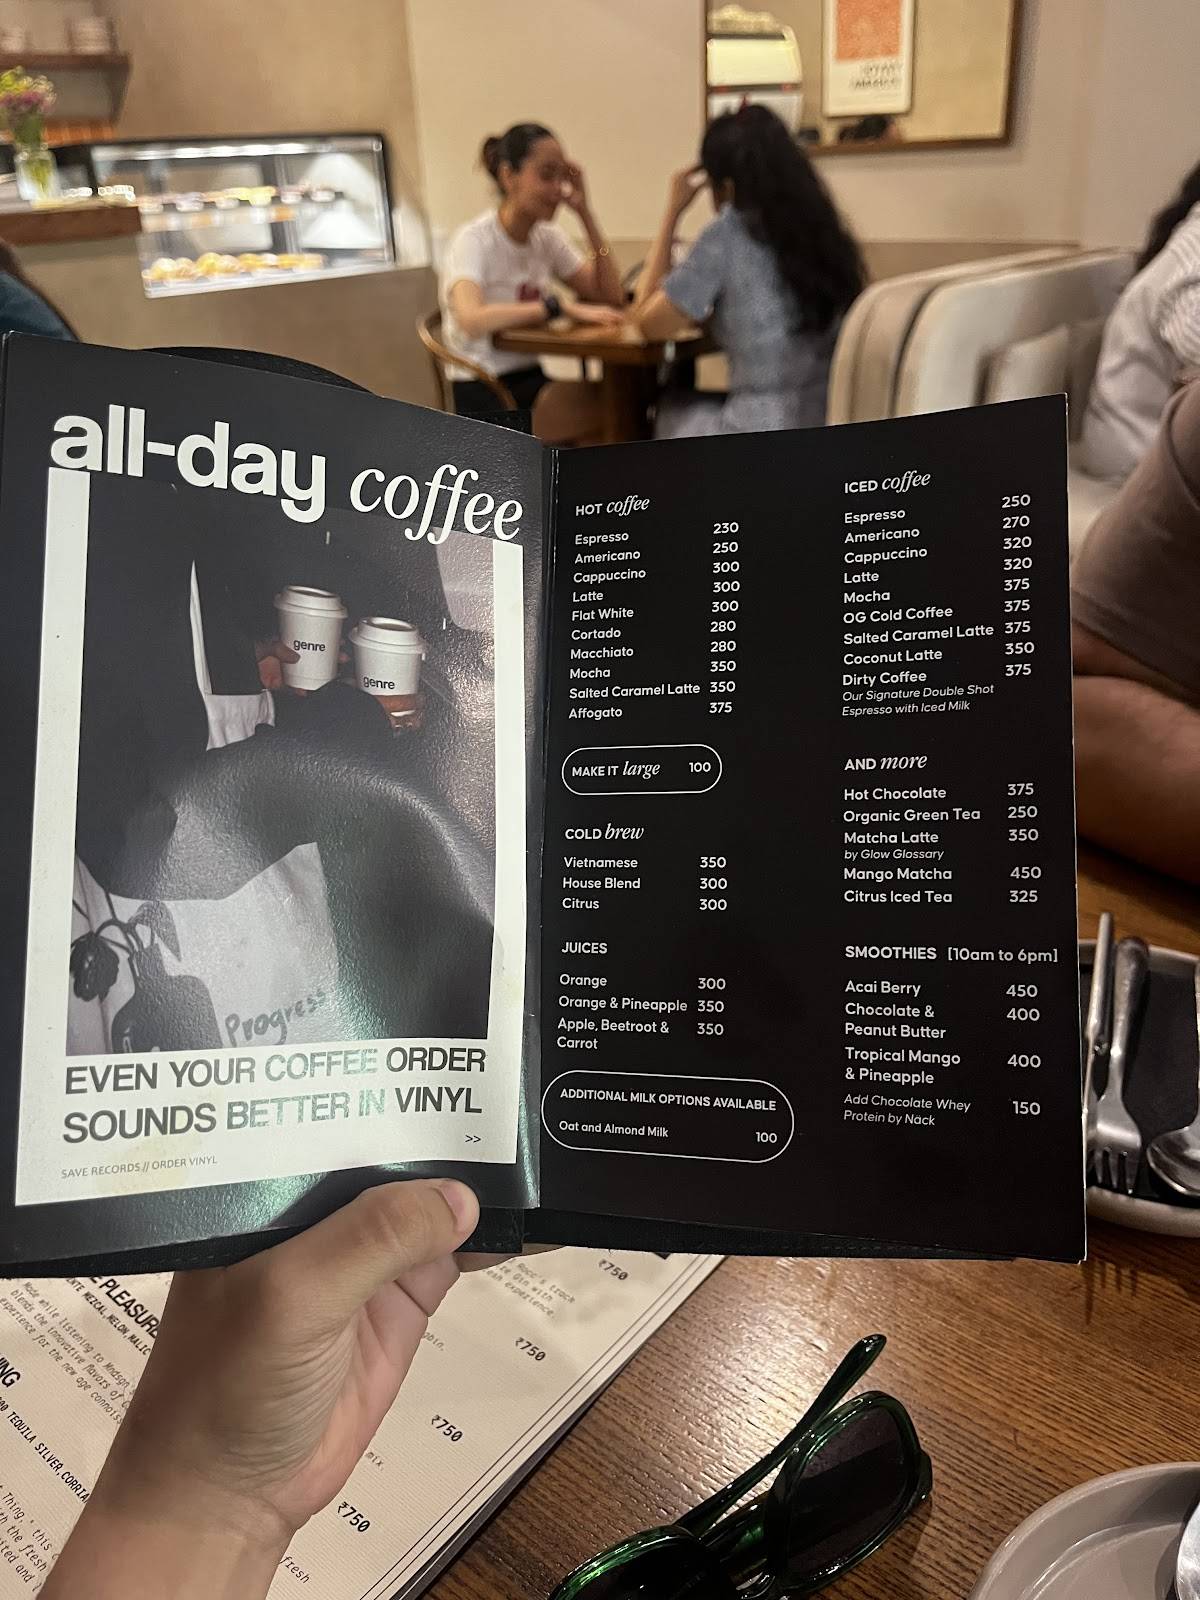 all-day coffee
genre
genre
Progress
EVEN YOUR COFFEE ORDER
SOUNDS BETTER IN VINYL
>>
SAVE RECORDS // ORDER VINYL
HOT coffee
Espresso 230
Americano 250
Cappuccino 300
Latte 300
Flat White 300
Cortado 280
Macchiato 280
Mocha 350
Salted Caramel Latte 350
Affogato 375
MAKE IT large 100
COLD brew
Vietnamese 350
House Blend 300
Citrus 300
JUICES
Orange 300
Orange & Pineapple 350
Apple, Beetroot & 350
Carrot
ADDITIONAL MILK OPTIONS AVAILABLE
Oat and Almond Milk 100
ICED coffee
Espresso 250
Americano 270
Cappuccino 320
Latte 320
Mocha 375
OG Cold Coffee 375
Salted Caramel Latte 375
Coconut Latte 350
Dirty Coffee 375
Our Signature Double Shot
Espresso with Iced Milk
AND more
Hot Chocolate 375
Organic Green Tea 250
Matcha Latte 350
by Glow Glossary
Mango Matcha 450
Citrus Iced Tea 325
SMOOTHIES [10am to 6pm]
Acai Berry 450
Chocolate & 400
Peanut Butter
Tropical Mango 400
& Pineapple
Add Chocolate Whey 150
Protein by Näck
₹750
₹750
₹750
₹750
mix.
fresh